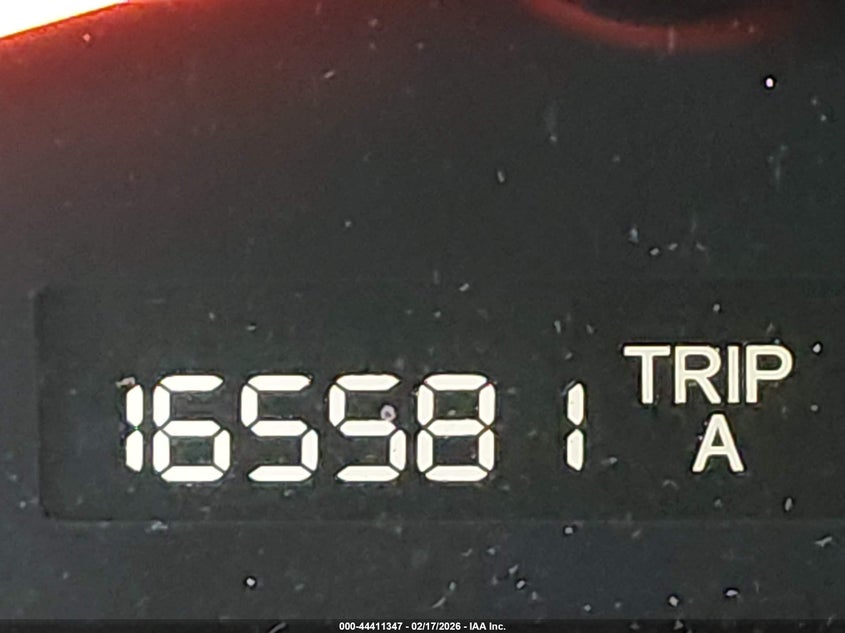 165581 TRIP
A
000-44411347 - 02/17/2026 - IAA Inc.